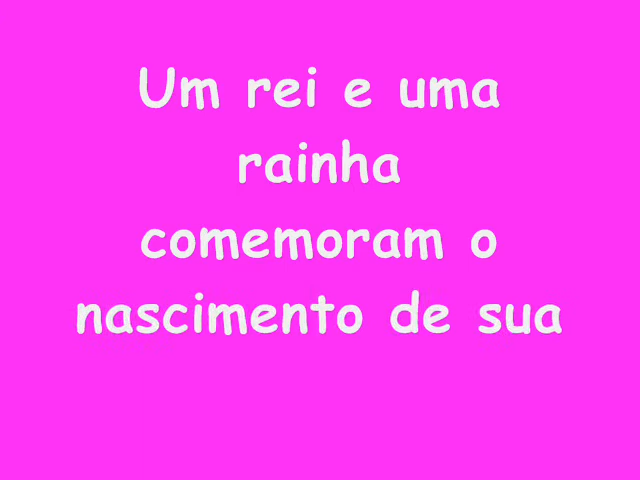 Um rei e uma
rainha
comemoram o
nascimento de sua